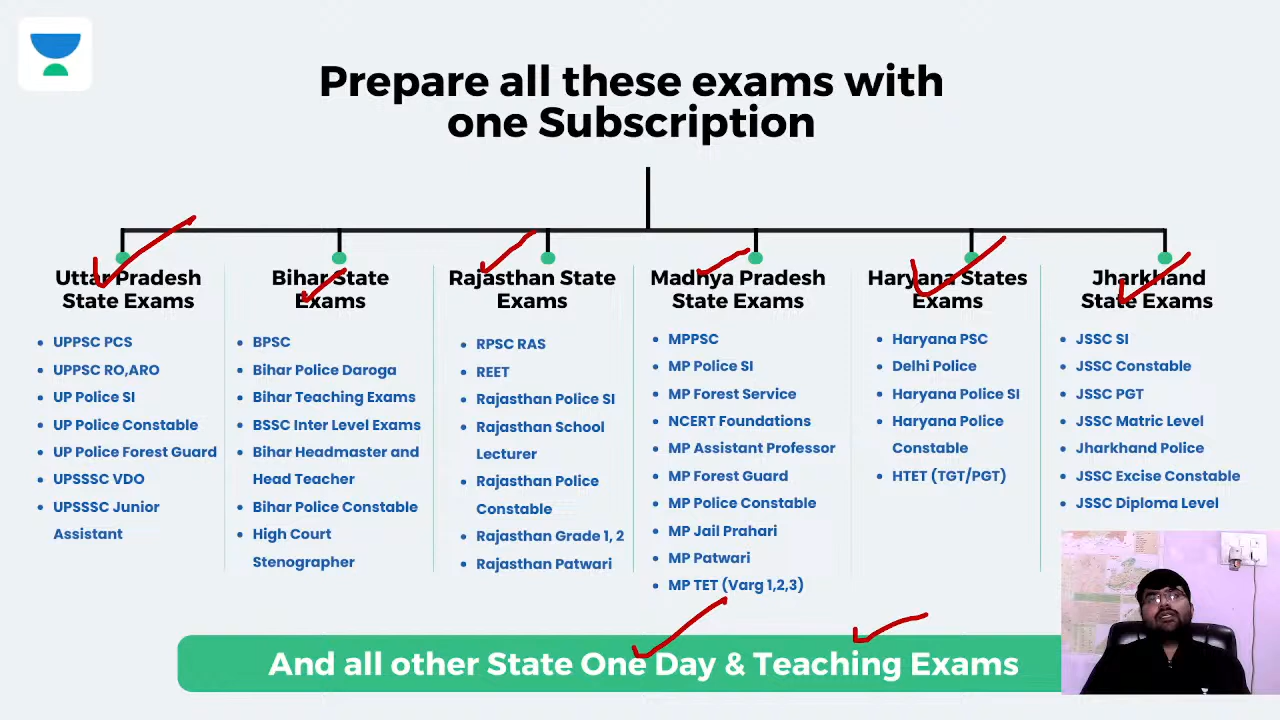 Prepare all these exams with
one Subscription
Uttar Pradesh
State Exams
UPPSC PCS
UPPSC RO,ARO
UP Police SI
UP Police Constable
UP Police Forest Guard
UPSSSC VDO
UPSSSC Junior
Assistant
Bihar State
Exams
BPSC
Bihar Police Daroga
Bihar Teaching Exams
BSSC Inter Level Exams
Bihar Headmaster and
Head Teacher
Bihar Police Constable
High Court
Stenographer
Rajasthan State
Exams
RPSC RAS
REET
Rajasthan Police SI
Rajasthan School
Lecturer
Rajasthan Police
Constable
Rajasthan Grade 1, 2
Rajasthan Patwari
Madhya Pradesh
State Exams
MPPSC
MP Police SI
MP Forest Service
NCERT Foundations
MP Assistant Professor
MP Forest Guard
MP Police Constable
MP Jail Prahari
MP Patwari
MP TET (Varg 1,2,3)
Haryana States
Exams
Haryana PSC
Delhi Police
Haryana Police SI
Haryana Police
Constable
HTET (TGT/PGT)
Jharkhand
State Exams
JSSC SI
JSSC Constable
JSSC PGT
JSSC Matric Level
Jharkhand Police
JSSC Excise Constable
JSSC Diploma Level
And all other State One Day & Teaching Exams